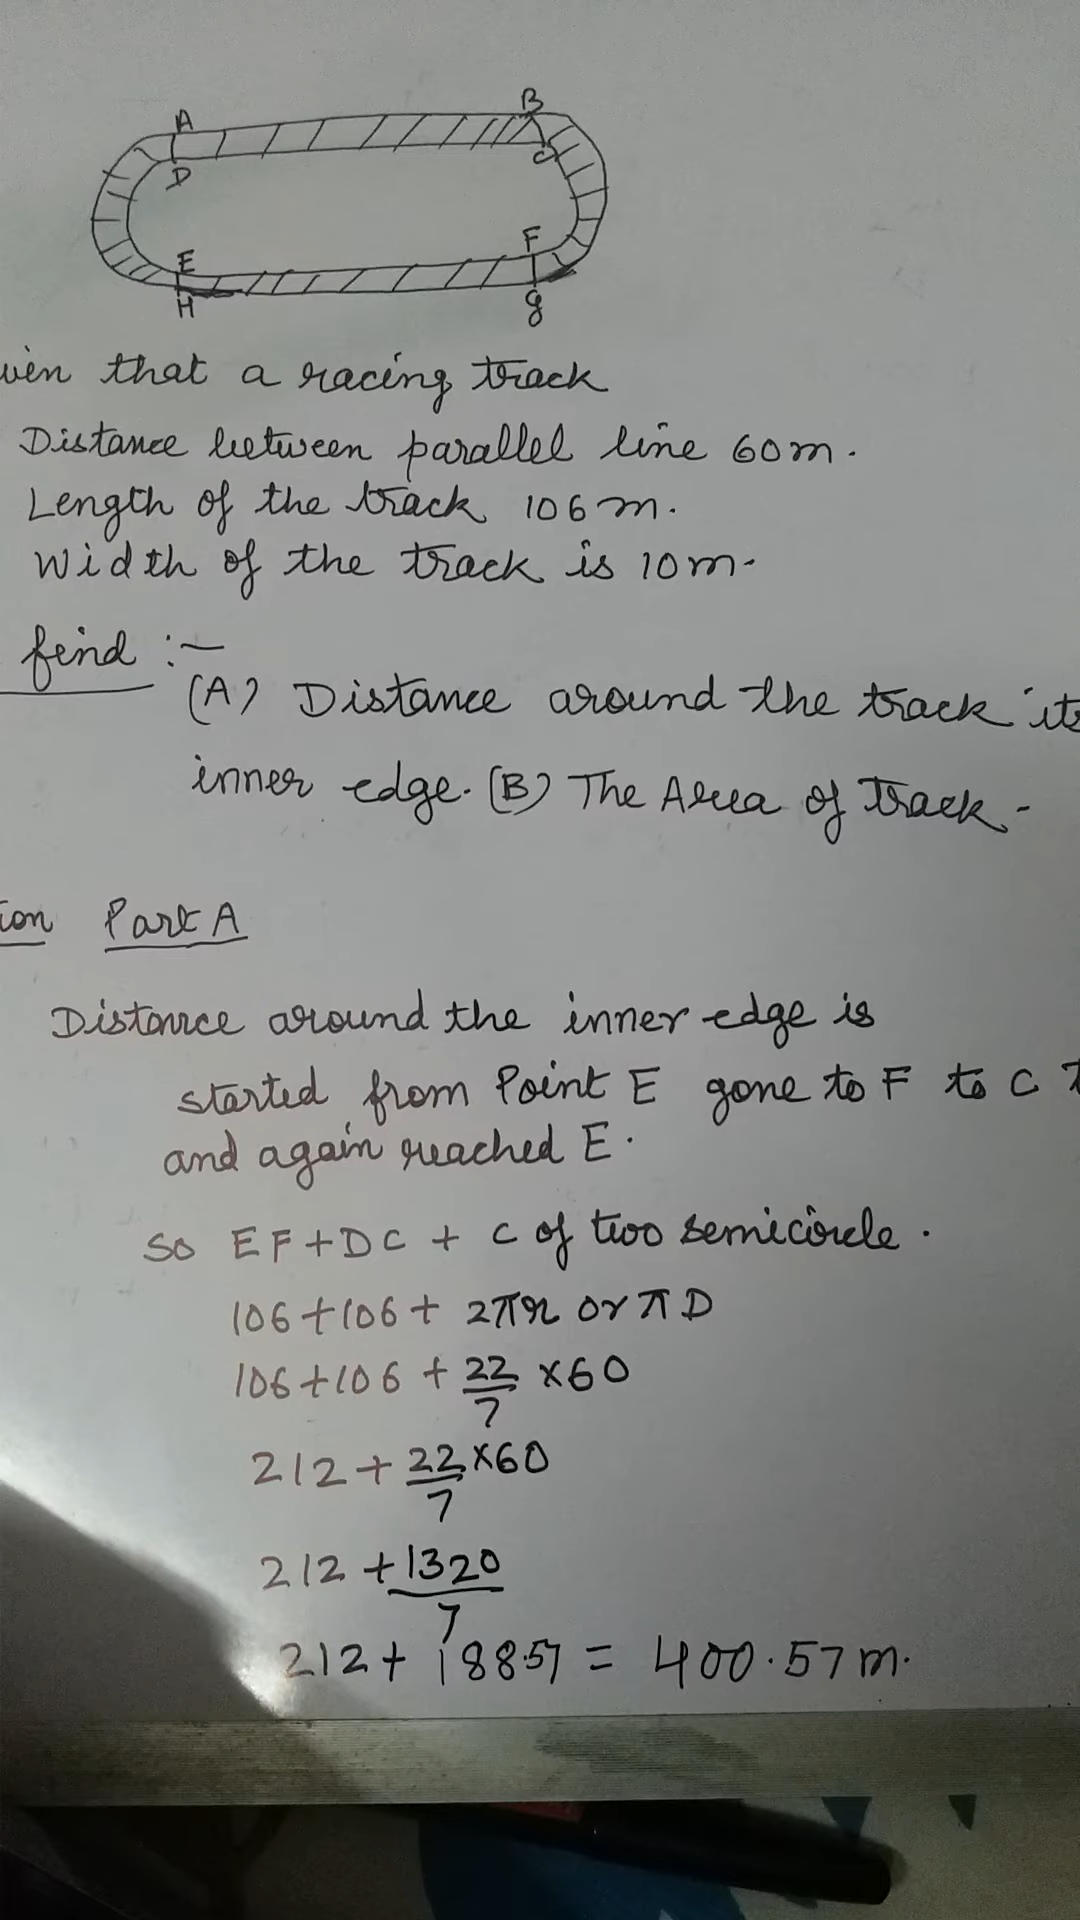 A
B
D
C
E
F
H
g
ven that a racing track
Distance between parallel line 60m.
Length of the track 106m.
Width of the track is 10m.
find :-
(A) Distance around the track its
inner edge. (B) The Area of Track -
ion Part A
Distance around the inner edge is
started from Point E gone to F to C
and again reached E.
So EF+DC + C of two semicircle.
106+106+ 2πr or πD
106+106 + 22/7 ×60
212+ 22/7 ×60
212 + 1320/7
212+ 188.57 = 400.57m.